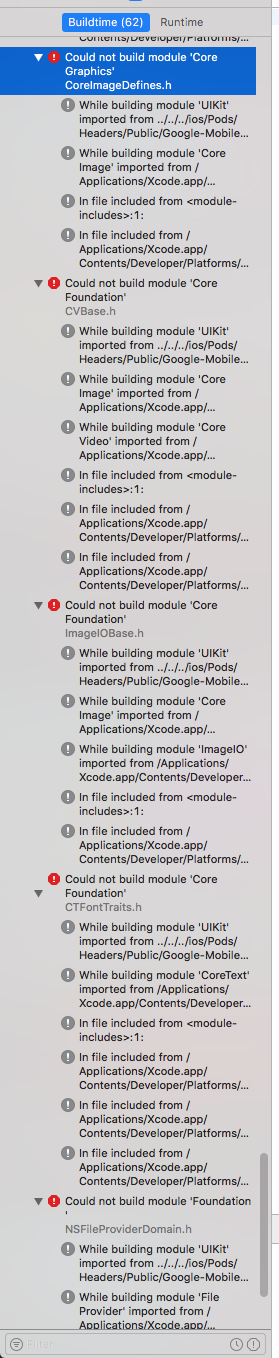 Contents/Developer/Platforms/...
Buildtime (62)
Runtime
Could not build module 'Core
Graphics'
CoreImageDefines.h
While building module 'UIKit'
imported from ../../../ios/Pods/
Headers/Public/Google-Mobile...
While building module 'Core
Image' imported from /
Applications/Xcode.app/...
In file included from <module-
includes>:1:
In file included from /
Applications/Xcode.app/
Contents/Developer/Platforms/...
Could not build module 'Core
Foundation'
CVBase.h
While building module 'UIKit'
imported from ../../../ios/Pods/
Headers/Public/Google-Mobile...
While building module 'Core
Image' imported from /
Applications/Xcode.app/...
While building module 'Core
Video' imported from /
Applications/Xcode.app/...
In file included from <module-
includes>:1:
In file included from /
Applications/Xcode.app/
Contents/Developer/Platforms/...
In file included from /
Applications/Xcode.app/
Contents/Developer/Platforms/...
Could not build module 'Core
Foundation'
ImageIOBase.h
While building module 'UIKit'
imported from ../../../ios/Pods/
Headers/Public/Google-Mobile...
While building module 'Core
Image' imported from /
Applications/Xcode.app/...
While building module 'ImageIO'
imported from /Applications/
Xcode.app/Contents/Developer...
In file included from <module-
includes>:1:
In file included from /
Applications/Xcode.app/
Contents/Developer/Platforms/...
Could not build module 'Core
Foundation'
CTFontTraits.h
While building module 'UIKit'
imported from ../../../ios/Pods/
Headers/Public/Google-Mobile...
While building module 'CoreText'
imported from /Applications/
Xcode.app/Contents/Developer...
In file included from <module-
includes>:1:
In file included from /
Applications/Xcode.app/
Contents/Developer/Platforms/...
In file included from /
Applications/Xcode.app/
Contents/Developer/Platforms/...
In file included from /
Applications/Xcode.app/
Contents/Developer/Platforms/...
Could not build module 'Foundation
'
NSFileProviderDomain.h
While building module 'UIKit'
imported from ../../../ios/Pods/
Headers/Public/Google-Mobile...
While building module 'File
Provider' imported from /
Applications/Xcode.app/...
Filter